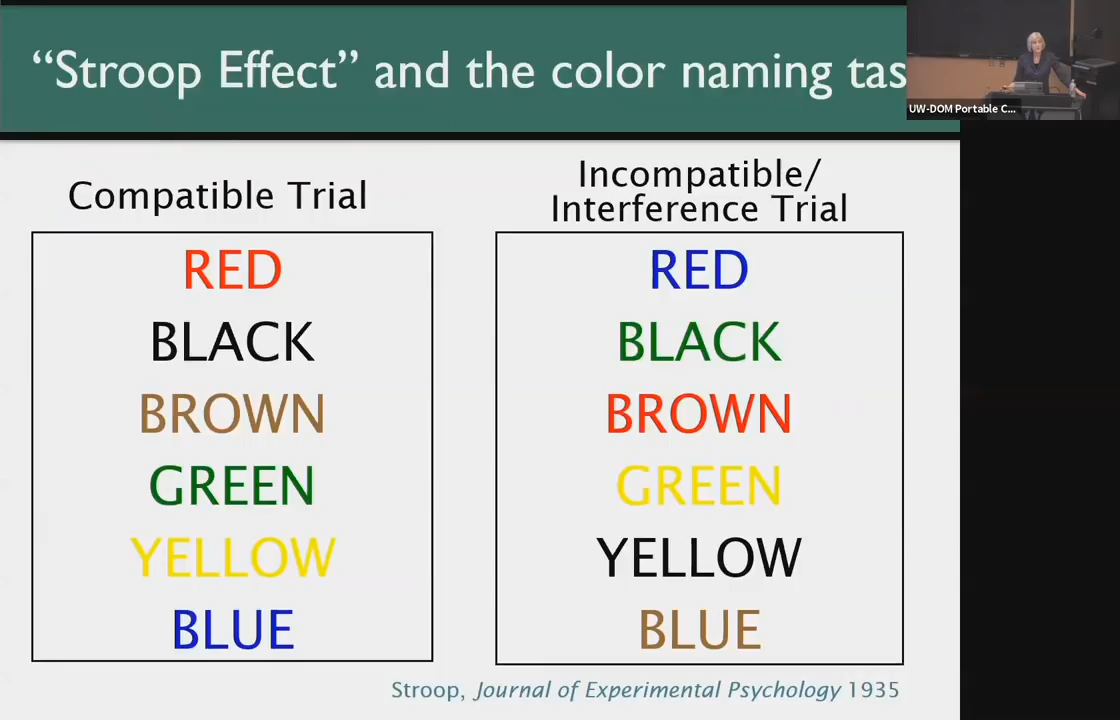 “Stroop Effect” and the color naming tas
UW-DOM Portable C...
Compatible Trial
RED
BLACK
BROWN
GREEN
YELLOW
BLUE
Incompatible/
Interference Trial
RED
BLACK
BROWN
GREEN
YELLOW
BLUE
Stroop, Journal of Experimental Psychology 1935